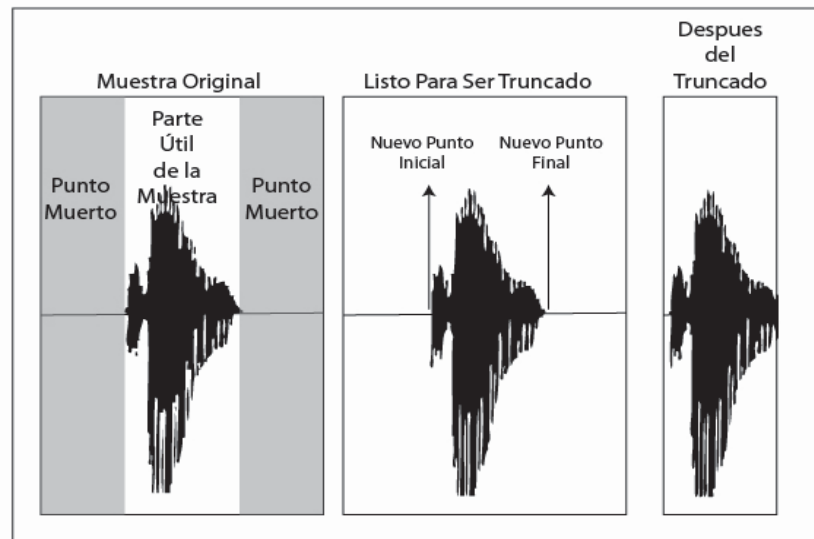 Muestra Original
Parte
Útil
de la
Muestra
Punto
Muerto
Punto
Muerto
Listo Para Ser Truncado
Nuevo Punto
Inicial
Nuevo Punto
Final
Despues
del
Truncado